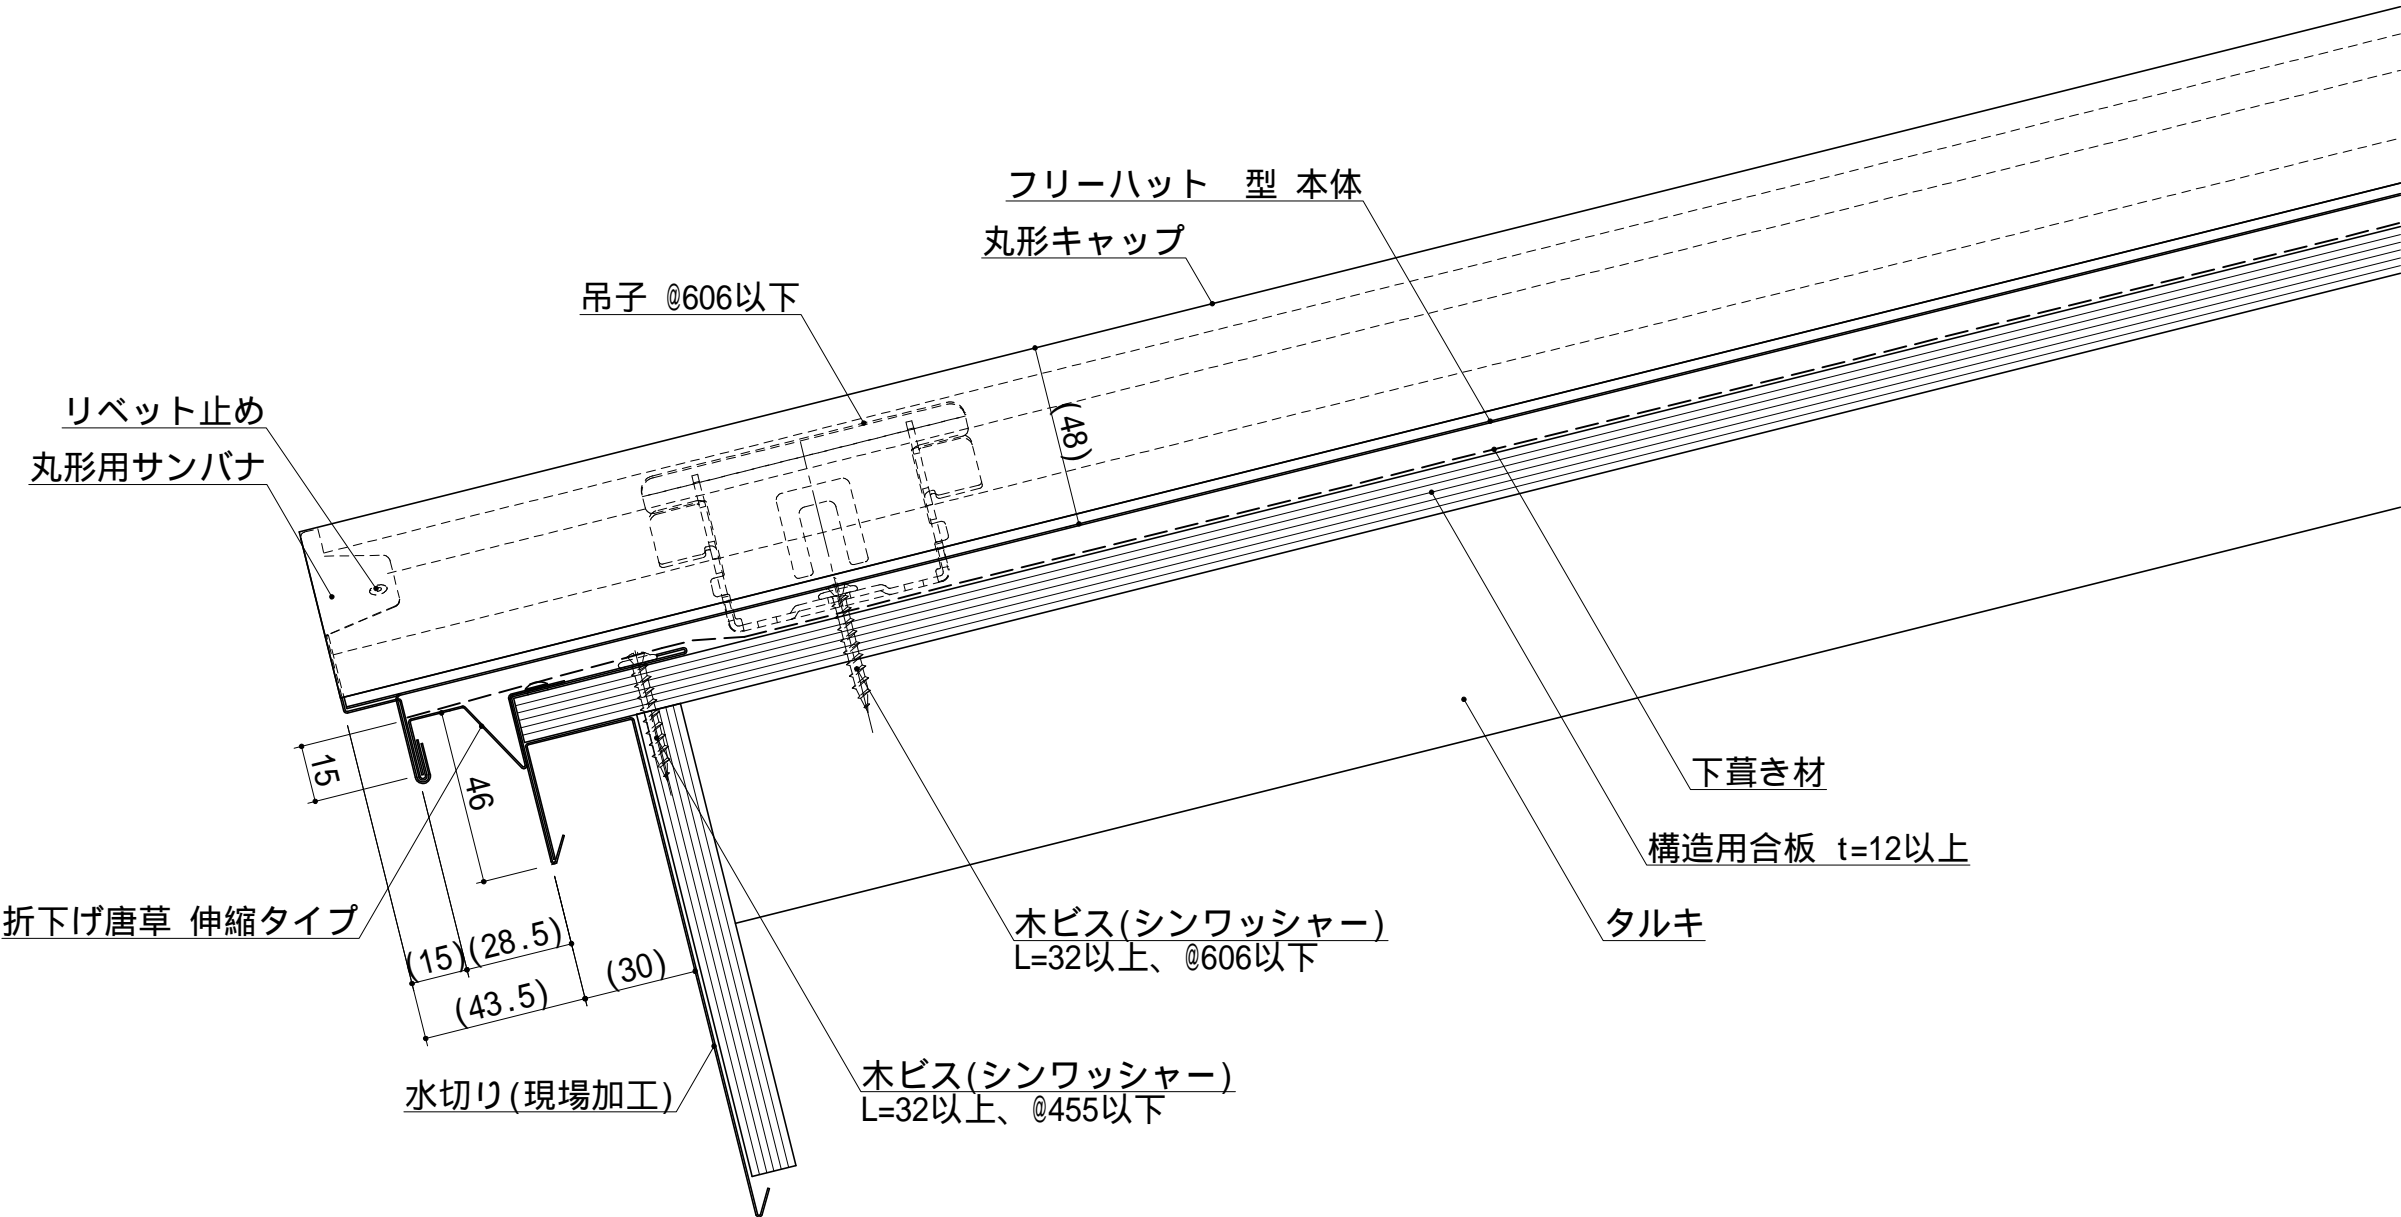 フリーハット　型 本体
丸形キャップ
吊子 @606以下
リベット止め
丸形用サンバナ
(48)
15
46
下葺き材
構造用合板 t=12以上
タルキ
折下げ唐草 伸縮タイプ
(15)(28.5)
(30)
(43.5)
木ビス(シンワッシャー)
L=32以上、@606以下
水切り(現場加工)
木ビス(シンワッシャー)
L=32以上、@455以下